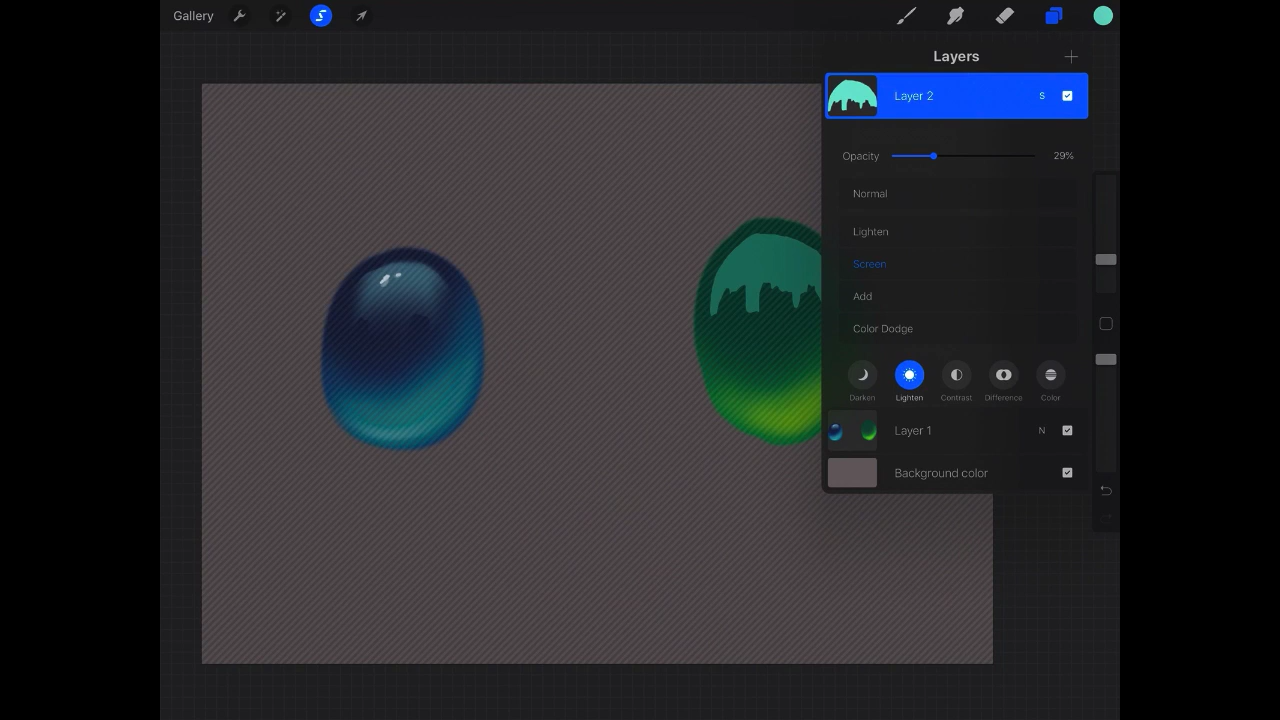 Gallery
Layers
Layer 2 S
Opacity 29%
Normal
Lighten
Screen
Add
Color Dodge
Darken Lighten Contrast Difference Color
Layer 1 N
Background color